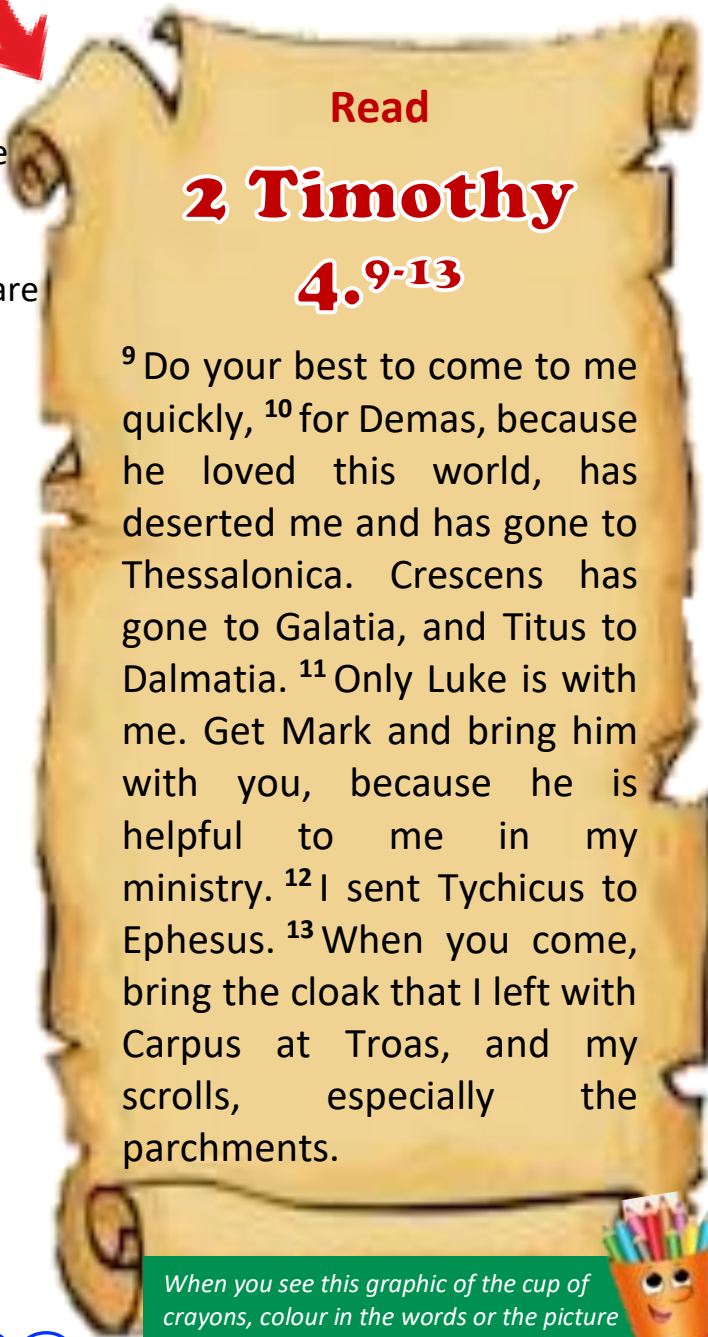 e
are
Read
2 Timothy
4.9-13
9 Do your best to come to me
quickly, 10 for Demas, because
he loved this world, has
deserted me and has gone to
Thessalonica. Crescens has
gone to Galatia, and Titus to
Dalmatia. 11 Only Luke is with
me. Get Mark and bring him
with you, because he is
helpful to me in my
ministry. 12 I sent Tychicus to
Ephesus. 13 When you come,
bring the cloak that I left with
Carpus at Troas, and my
scrolls, especially the
parchments.
When you see this graphic of the cup of
crayons, colour in the words or the picture